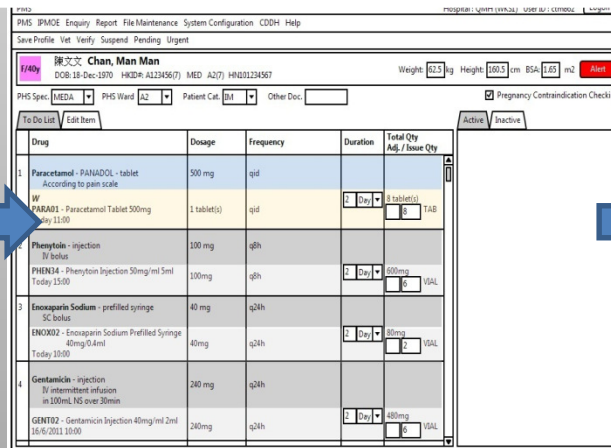 PMS Hospital: QMH (WKS1) User ID : ctm602 Logoff
PMS IPMOE Enquiry Report File Maintenance System Configuration CDDH Help
Save Profile Vet Verify Suspend Pending Urgent
F/40y 陳文文 Chan, Man Man
DOB: 18-Dec-1970 HKID#: A123456(7) MED A2(7) HN101234567 Weight: 62.5 kg Height: 160.5 cm BSA: 1.65 m2 Alert
PHS Spec. MEDA PHS Ward A2 Patient Cat. IM Other Doc. Pregnancy Contraindication Checki
To Do List Edit Item Active Inactive
Drug Dosage Frequency Duration Total Qty
Adj. / Issue Qty
1 Paracetamol - PANADOL - tablet 500 mg qid
According to pain scale
W 2 Day 8 tablet(s)
PARA01 - Paracetamol Tablet 500mg 1 tablet(s) qid 8 TAB
day 11:00
2 Phenytoin - injection 100 mg q8h
IV bolus
PHEN34 - Phenytoin Injection 50mg/ml 5ml 100mg q8h 2 Day 600mg
Today 15:00 6 VIAL
3 Enoxaparin Sodium - prefilled syringe 40 mg q24h
SC bolus
ENOX02 - Enoxaparin Sodium Prefilled Syringe 2 Day 80mg
40mg/0.4ml 40mg q24h 2 VIAL
Today 10:00
4 Gentamicin - injection 240 mg q24h
IV intermittent infusion
in 100mL NS over 30min
GENT02 - Gentamicin Injection 40mg/ml 2ml 240mg q24h 2 Day 480mg
16/6/2011 10:00 6 VIAL